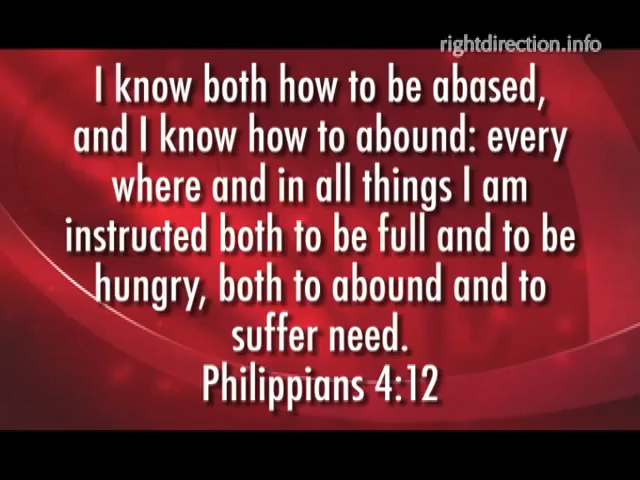 rightdirection.info
I know both how to be abased,
and I know how to abound: every
where and in all things I am
instructed both to be full and to be
hungry, both to abound and to
suffer need.
Philippians 4:12